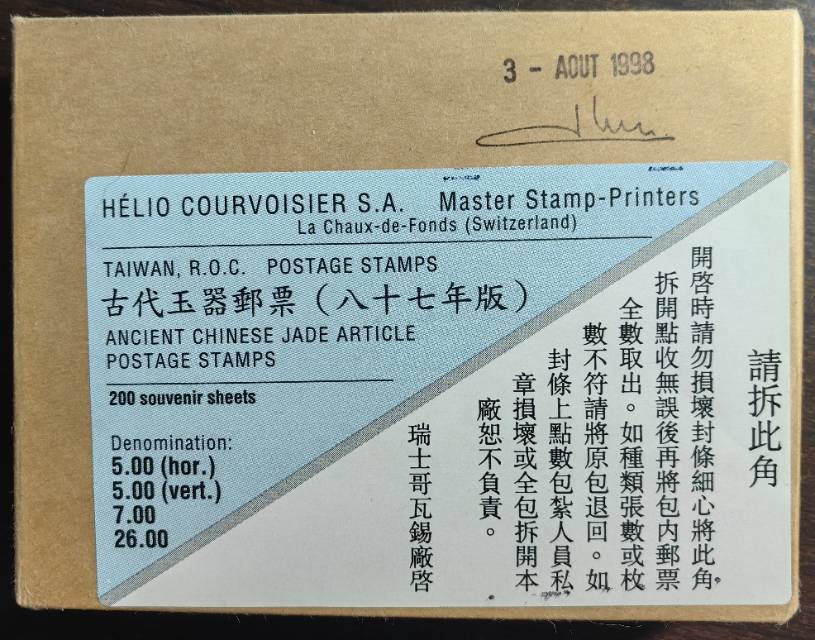 3 - AOUT 1998
HÉLIO COURVOISIER S.A. Master Stamp-Printers
La Chaux-de-Fonds (Switzerland)
TAIWAN, R.O.C. POSTAGE STAMPS
古代玉器郵票（八十七年版）
ANCIENT CHINESE JADE ARTICLE
POSTAGE STAMPS
200 souvenir sheets
Denomination:
5.00 (hor.)
5.00 (vert.)
7.00
26.00
請拆此角
開啓時請勿損壞封條細心將此角
拆開點收無誤後再將包內郵票
全數取出。如種類張數或枚
數不符請將原包退回。如
封條上點數包紮人員私
章損壞或全包拆開本
廠恕不負責。
瑞士哥瓦錫廠啓